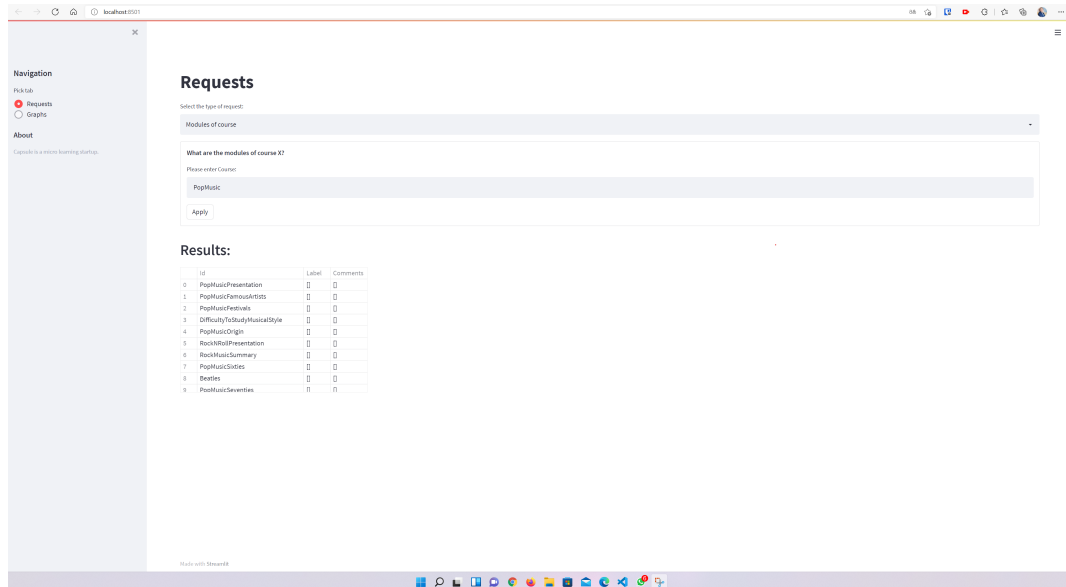 localhost:8501
Navigation
Pick tab
Requests
Graphs
About
Capsule is a micro learning startup.
Requests
Select the type of request:
Modules of course
What are the modules of course X?
Please enter Course:
PopMusic
Apply
Results:
Id Label Comments
0 PopMusicPresentation [] []
1 PopMusicFamousArtists [] []
2 PopMusicFestivals [] []
3 DifficultyToStudyMusicalStyle [] []
4 PopMusicOrigin [] []
5 RockNRollPresentation [] []
6 RockMusicSummary [] []
7 PopMusicSixties [] []
8 Beatles [] []
9 PopMusicSeventies [] []
Made with Streamlit